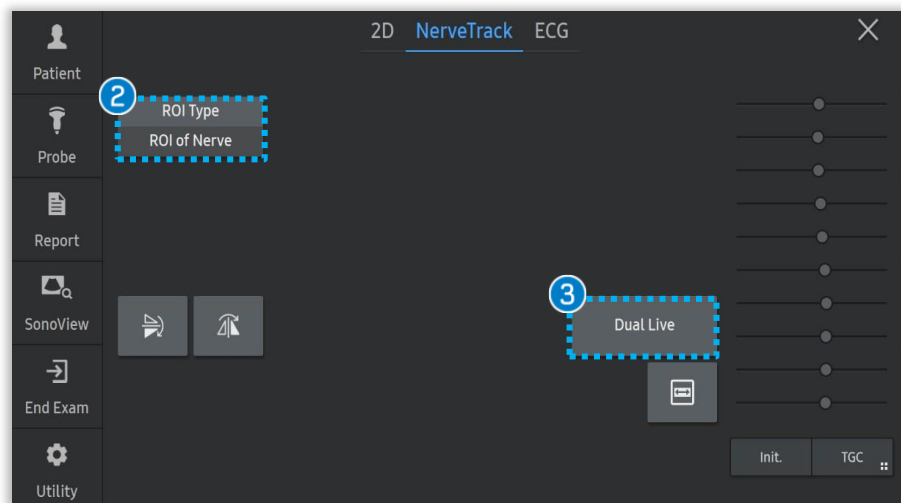 2D NerveTrack ECG
Patient
2
ROI Type
ROI of Nerve
Probe
Report
3
SonoView
Dual Live
End Exam
Init. TGC
Utility